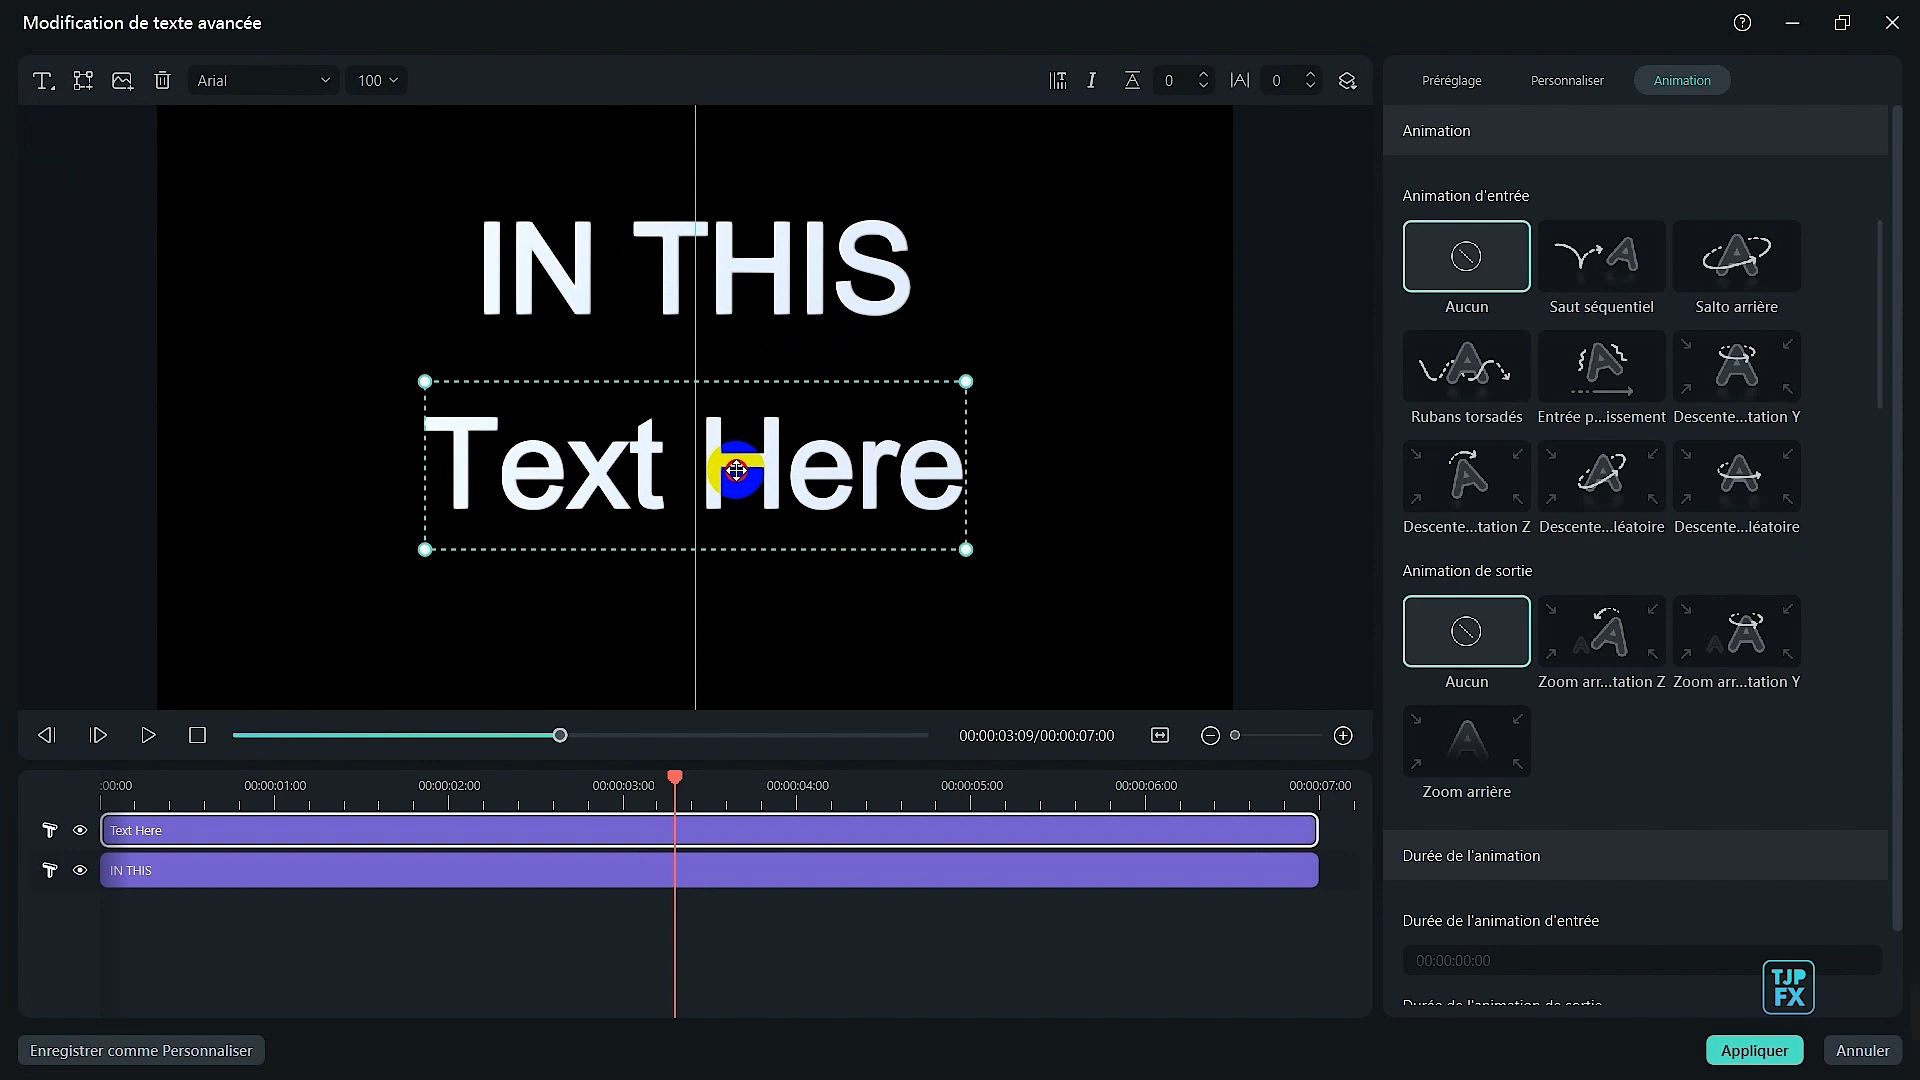 Modification de texte avancée
Arial
100
0
0
Préréglage
Personnaliser
Animation
Animation
Animation d'entrée
Aucun
Saut séquentiel
Salto arrière
Rubans torsadés
Entrée p...issement
Descente...tation Y
Descente...tation Z
Descente...léatoire
Descente...léatoire
Animation de sortie
Aucun
Zoom arr...tation Z
Zoom arr...tation Y
Zoom arrière
Durée de l'animation
Durée de l'animation d'entrée
00:00:00:00
Durée de l'animation de sortie
TJP
FX
IN THIS
Text Here
00:00:03:09/00:00:07:00
:00:00
00:00:01:00
00:00:02:00
00:00:03:00
00:00:04:00
00:00:05:00
00:00:06:00
00:00:07:00
Text Here
IN THIS
Enregistrer comme Personnaliser
Appliquer
Annuler